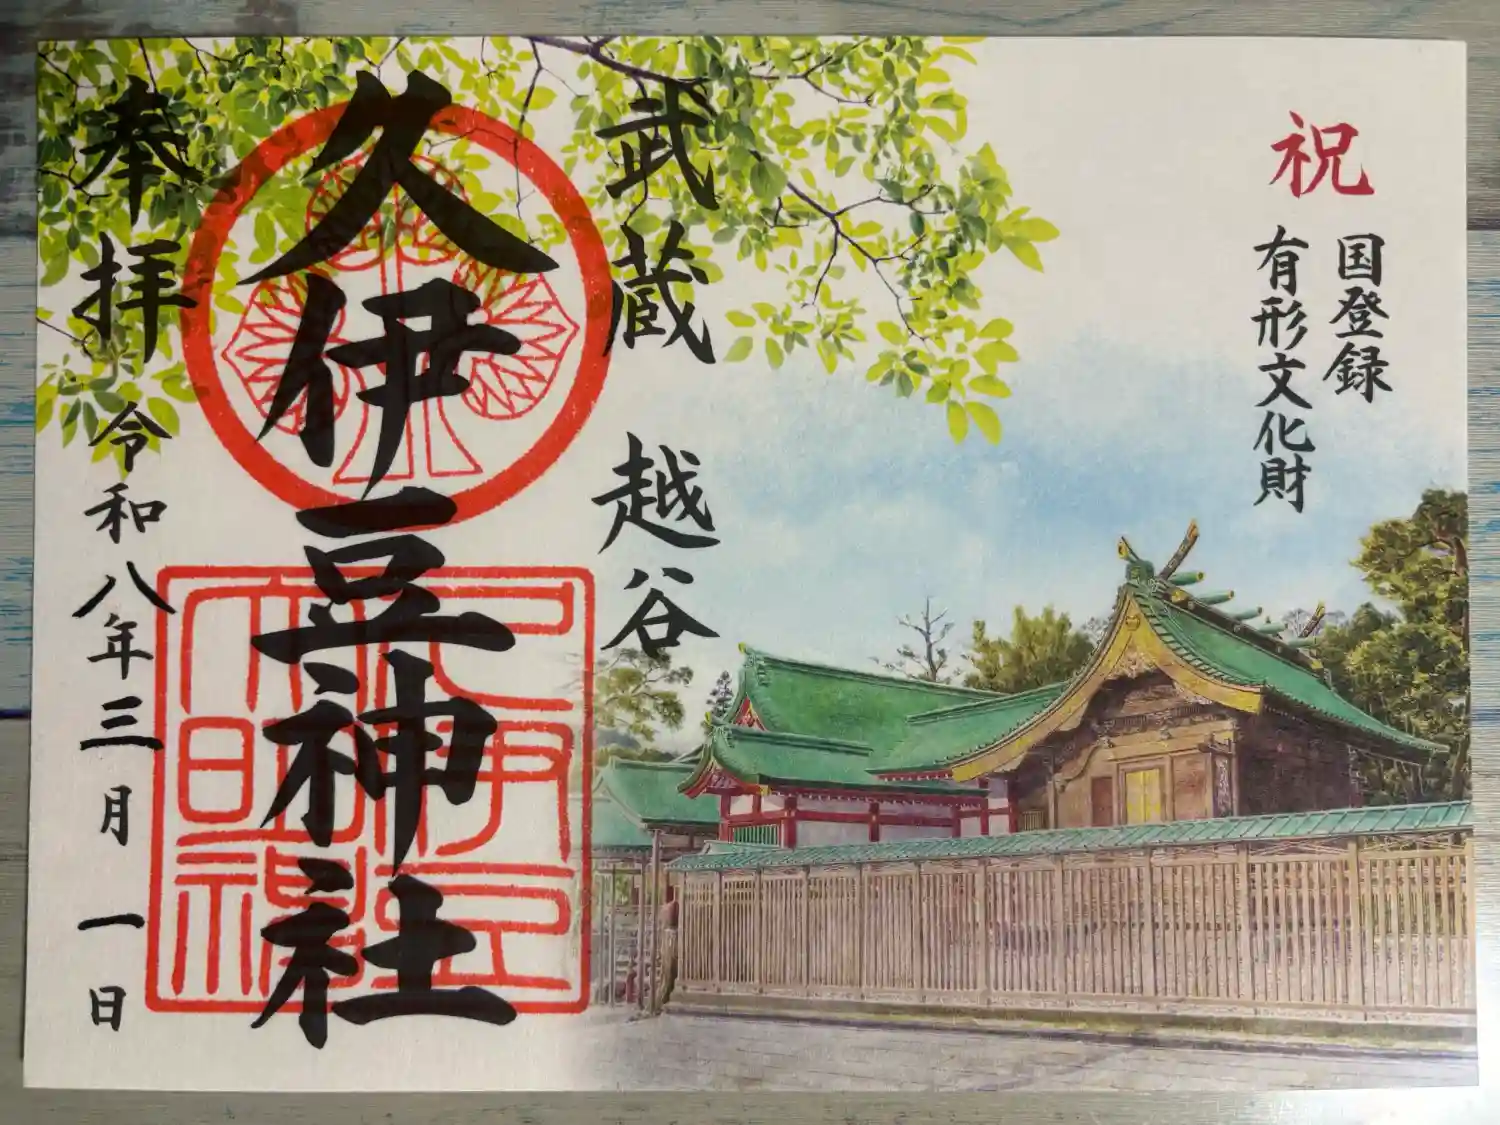 祝
国登録
有形文化財
武蔵 越谷
久伊豆神社
奉拝
令和八年三月一日